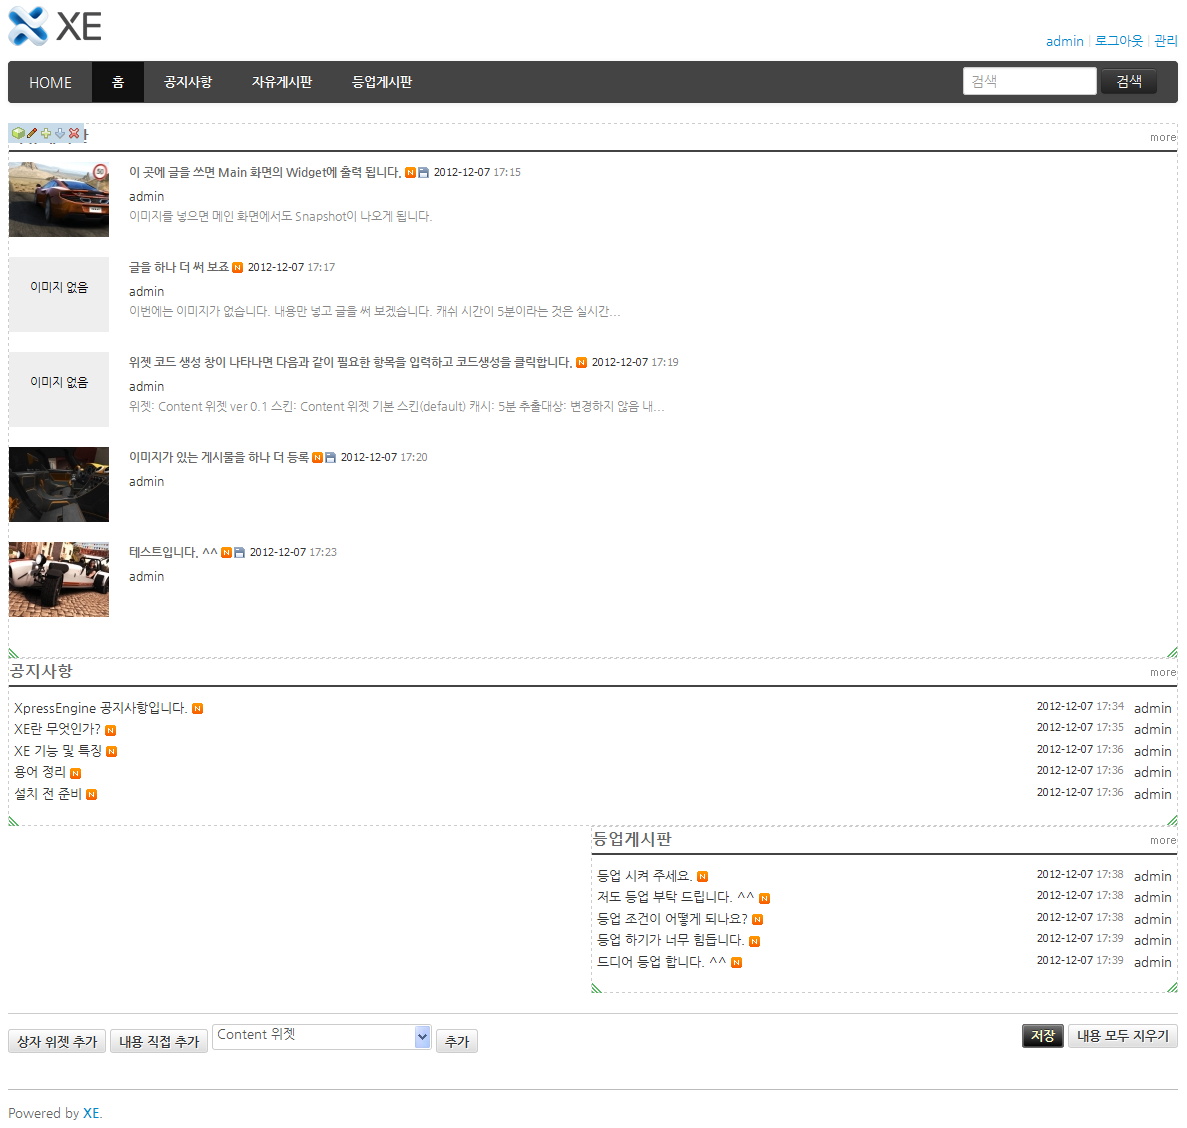 XE
admin | 로그아웃 | 관리
HOME 홈 공지사항 자유게시판 등업게시판 검색 검색
more
이 곳에 글을 쓰면 Main 화면의 Widget에 출력 됩니다. N 2012-12-07 17:15
admin
이미지를 넣으면 메인 화면에서도 Snapshot이 나오게 됩니다.
이미지 없음
글을 하나 더 써 보죠 N 2012-12-07 17:17
admin
이번에는 이미지가 없습니다. 내용만 넣고 글을 써 보겠습니다. 캐쉬 시간이 5분이라는 것은 실시간...
이미지 없음
위젯 코드 생성 창이 나타나면 다음과 같이 필요한 항목을 입력하고 코드생성을 클릭합니다. N 2012-12-07 17:19
admin
위젯: Content 위젯 ver 0.1 스킨: Content 위젯 기본 스킨(default) 캐시: 5분 추출대상: 변경하지 않음 내...
이미지가 있는 게시물을 하나 더 등록 N 2012-12-07 17:20
admin
테스트입니다. ^^ N 2012-12-07 17:23
admin
공지사항 more
XpressEngine 공지사항입니다. N 2012-12-07 17:34 admin
XE란 무엇인가? N 2012-12-07 17:35 admin
XE 기능 및 특징 N 2012-12-07 17:36 admin
용어 정리 N 2012-12-07 17:36 admin
설치 전 준비 N 2012-12-07 17:36 admin
등업게시판 more
등업 시켜 주세요. N 2012-12-07 17:38 admin
저도 등업 부탁 드립니다. ^^ N 2012-12-07 17:38 admin
등업 조건이 어떻게 되나요? N 2012-12-07 17:38 admin
등업 하기가 너무 힘듭니다. N 2012-12-07 17:39 admin
드디어 등업 합니다. ^^ N 2012-12-07 17:39 admin
상자 위젯 추가 내용 직접 추가 Content 위젯 추가 저장 내용 모두 지우기
Powered by XE.